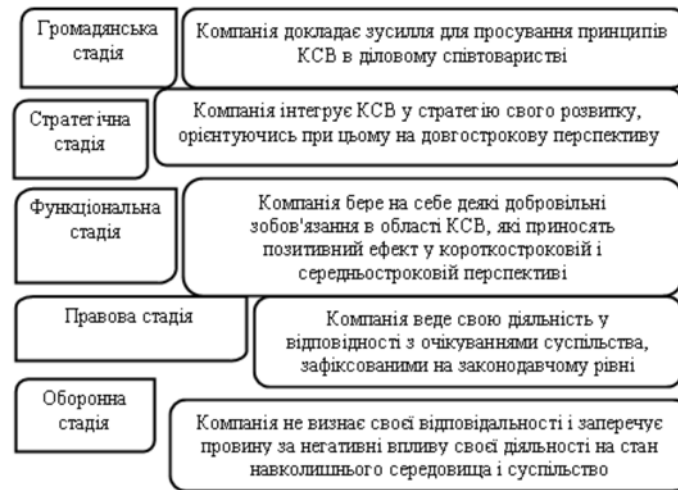 Громадянська
стадія
Компанія докладає зусилля для просування принципів
КСВ в діловому співтоваристві
Стратегічна
стадія
Компанія інтегрує КСВ у стратегію свого розвитку,
орієнтуючись при цьому на довгострокову перспективу
Функціональна
стадія
Компанія бере на себе деякі добровільні
зобов'язання в області КСВ, які приносять
позитивний ефект у короткостроковій і
середньостроковій перспективі
Правова стадія
Компанія веде свою діяльність у
відповідності з очікуваннями суспільства,
зафіксованими на законодавчому рівні
Оборонна
стадія
Компанія не визнає своєї відповідальності і заперечує
провину за негативні впливу своєї діяльності на стан
навколишнього середовища і суспільство